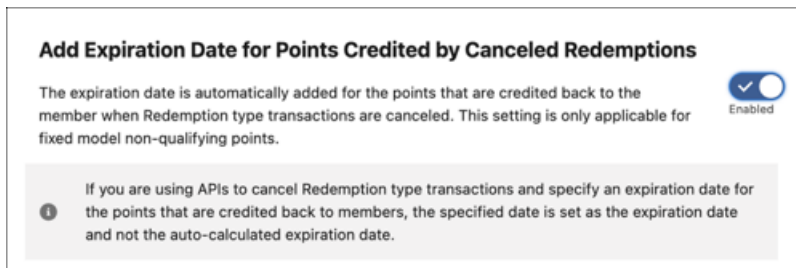 Add Expiration Date for Points Credited by Canceled Redemptions
The expiration date is automatically added for the points that are credited back to the
member when Redemption type transactions are canceled. This setting is only applicable for
fixed model non-qualifying points.
Enabled
If you are using APIs to cancel Redemption type transactions and specify an expiration date for
the points that are credited back to members, the specified date is set as the expiration date
and not the auto-calculated expiration date.